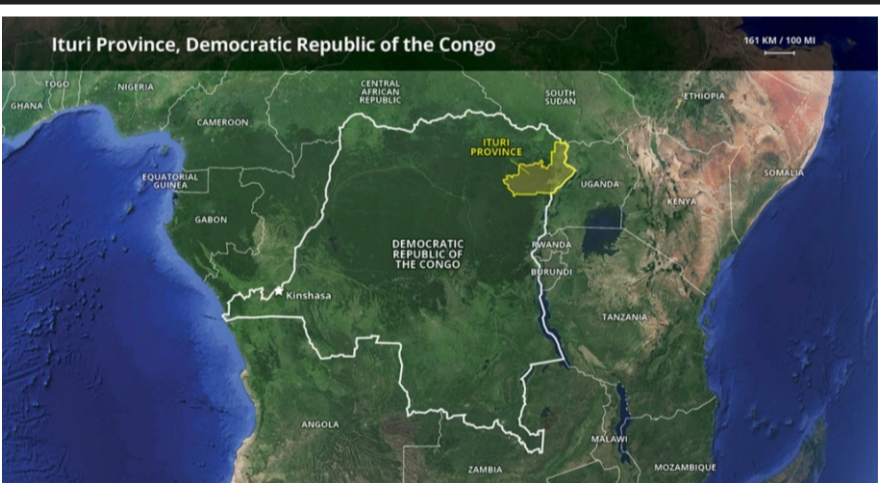 Ituri Province, Democratic Republic of the Congo
161 KM / 100 MI
TOGO
NIGERIA
GHANA
CENTRAL
AFRICAN
REPUBLIC
SOUTH
SUDAN
ETHIOPIA
CAMEROON
ITURI
PROVINCE
SOMALIA
EQUATORIAL
GUINEA
UGANDA
KENYA
GABON
DEMOCRATIC
REPUBLIC OF
THE CONGO
RWANDA
BURUNDI
Kinshasa
TANZANIA
ANGOLA
MALAWI
ZAMBIA
MOZAMBIQUE